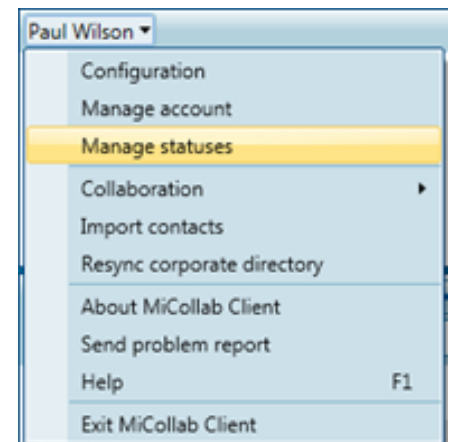 Paul Wilson
Configuration
Manage account
Manage statuses
Collaboration
Import contacts
Resync corporate directory
About MiCollab Client
Send problem report
Help F1
Exit MiCollab Client